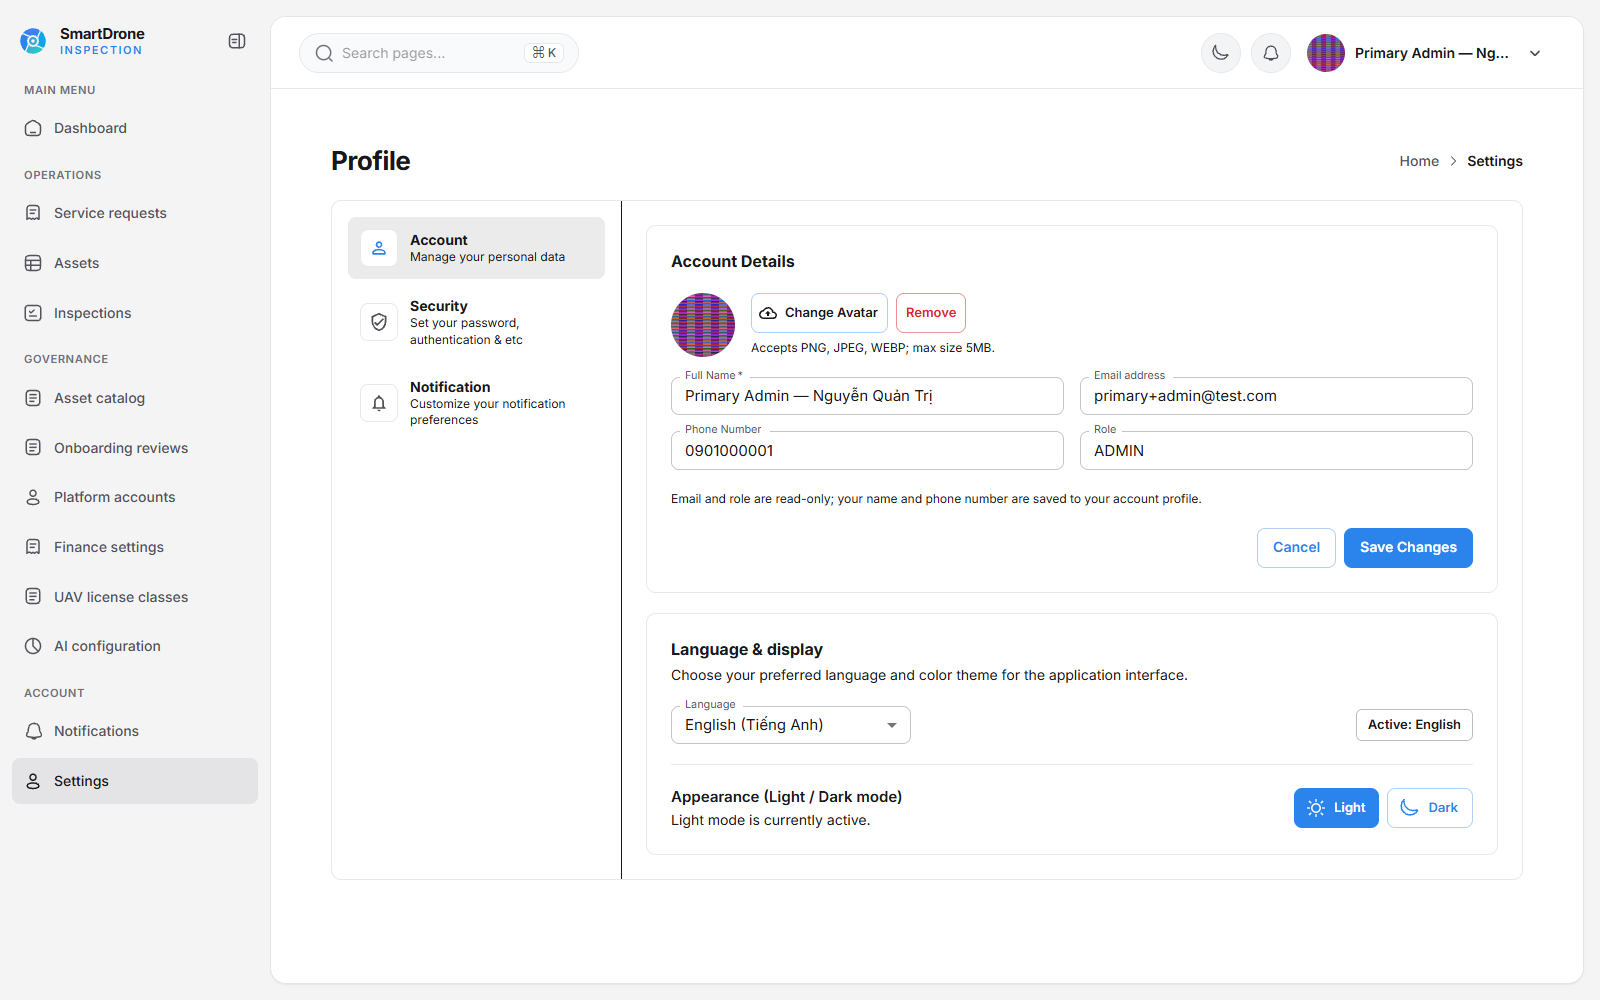 SmartDrone
INSPECTION
MAIN MENU
Dashboard
OPERATIONS
Service requests
Assets
Inspections
GOVERNANCE
Asset catalog
Onboarding reviews
Platform accounts
Finance settings
UAV license classes
AI configuration
ACCOUNT
Notifications
Settings
Search pages...
⌘ K
Primary Admin — Ng...
Profile
Home > Settings
Account
Manage your personal data
Security
Set your password,
authentication & etc
Notification
Customize your notification
preferences
Account Details
Change Avatar
Remove
Accepts PNG, JPEG, WEBP; max size 5MB.
Full Name *
Primary Admin — Nguyễn Quản Trị
Email address
primary+admin@test.com
Phone Number
0901000001
Role
ADMIN
Email and role are read-only; your name and phone number are saved to your account profile.
Cancel
Save Changes
Language & display
Choose your preferred language and color theme for the application interface.
Language
English (Tiếng Anh)
Active: English
Appearance (Light / Dark mode)
Light mode is currently active.
Light
Dark